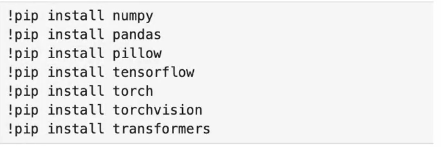 !pip install numpy
!pip install pandas
!pip install pillow
!pip install tensorflow
!pip install torch
!pip install torchvision
!pip install transformers